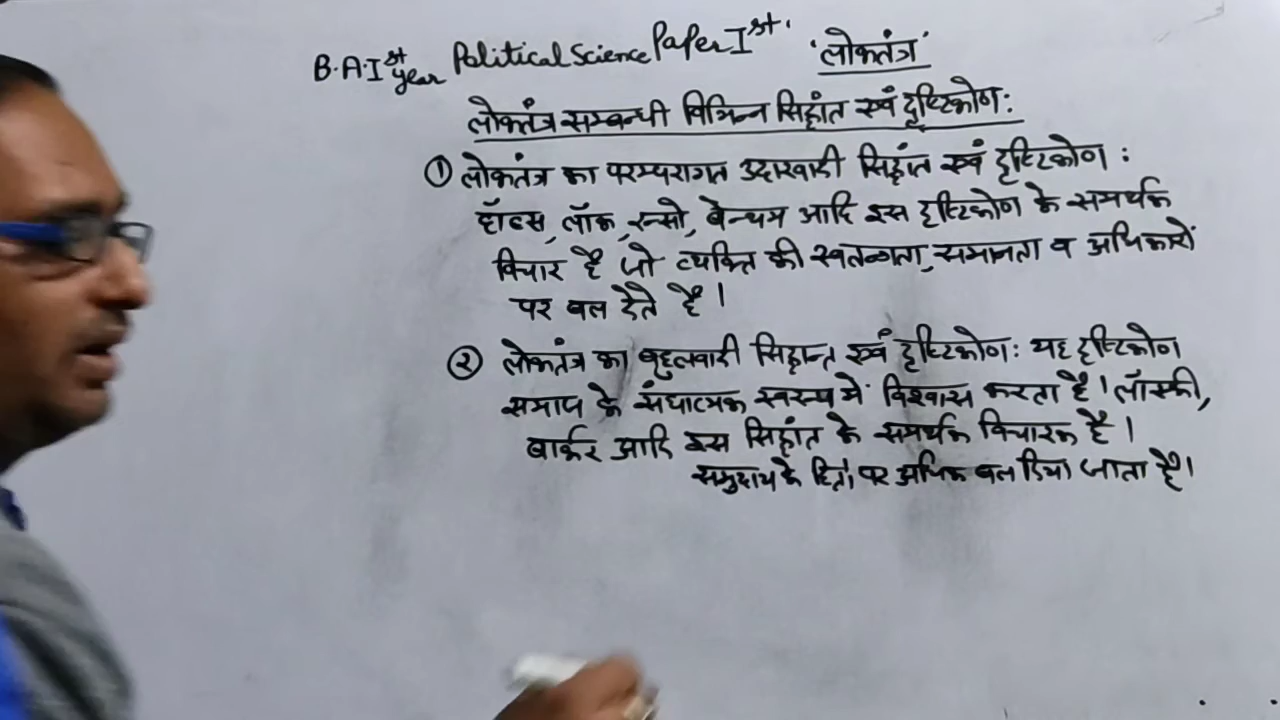 B.A. Ist year Political Science Paper Ist. 'लोकतंत्र'
लोकतंत्र सम्बन्धी विभिन्न सिद्धांत एवं दृष्टिकोण:
① लोकतंत्र का परम्परागत उदारवादी सिद्धांत एवं दृष्टिकोण :
हॉब्स, लॉक, रूसो, बेन्थम आदि इस दृष्टिकोण के समर्थक
विचार है जो व्यक्ति की स्वतन्त्रता, समानता व अधिकारों
पर बल देते है।
② लोकतंत्र का बहुलवादी सिद्धान्त एवं दृष्टिकोण: यह दृष्टिकोण
समाज के संघात्मक स्वरूप में विश्वास करता है। लॉस्की,
बार्कर आदि इस सिद्धांत के समर्थक विचारक है।
समुदाय के हितों पर अधिक बल दिया जाता है।